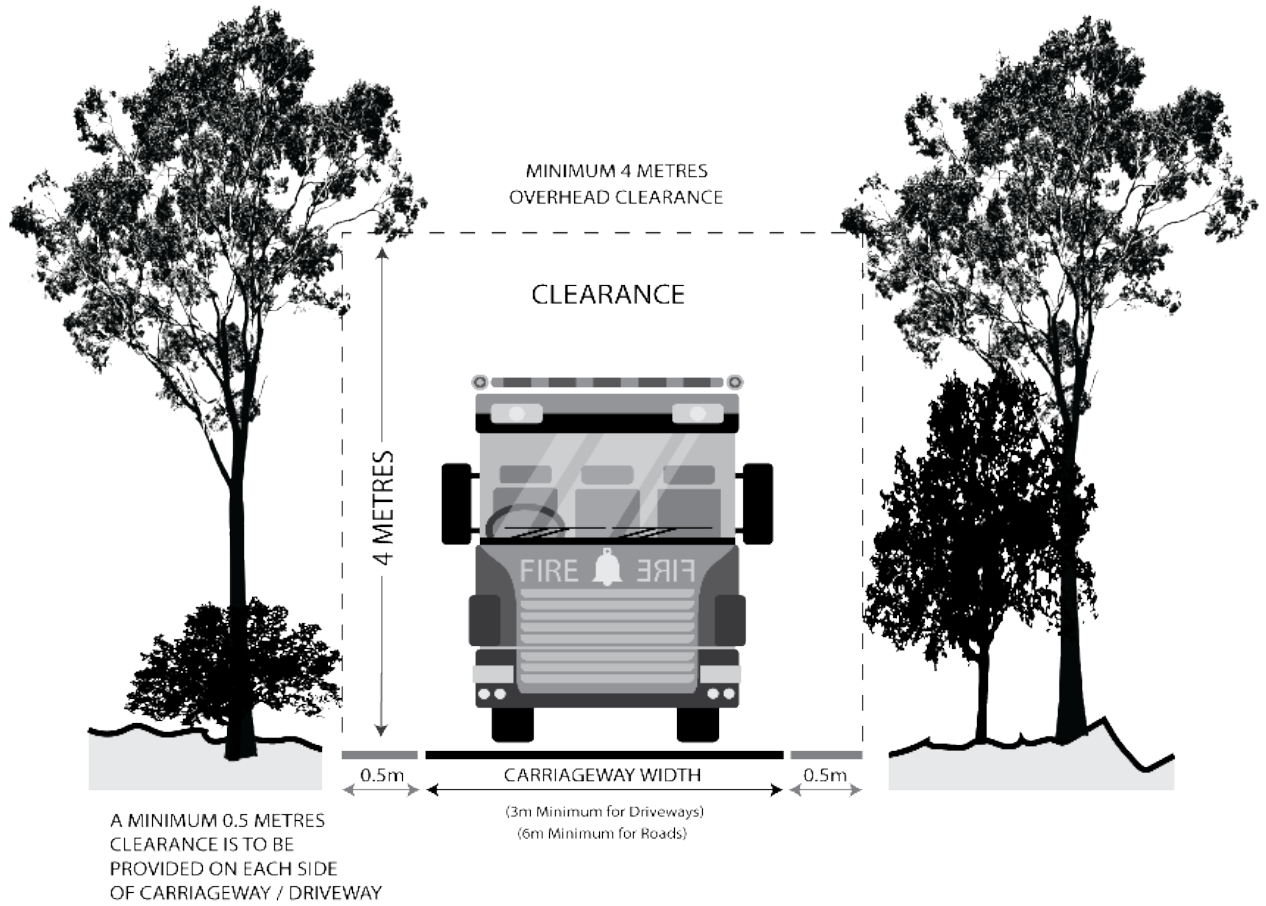 MINIMUM 4 METRES
OVERHEAD CLEARANCE
CLEARANCE
4 METRES
FIRE FIRE
0.5m
CARRIAGEWAY WIDTH
0.5m
(3m Minimum for Driveways)
(6m Minimum for Roads)
A MINIMUM 0.5 METRES
CLEARANCE IS TO BE
PROVIDED ON EACH SIDE
OF CARRIAGEWAY / DRIVEWAY